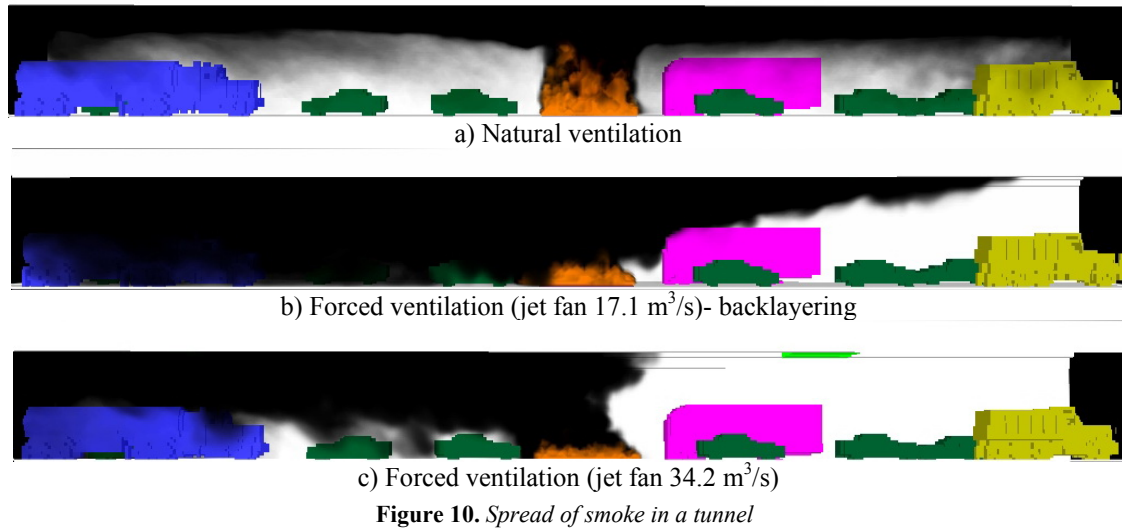 a) Natural ventilation
b) Forced ventilation (jet fan 17.1 m³/s)- backlayering
c) Forced ventilation (jet fan 34.2 m³/s)
Figure 10. Spread of smoke in a tunnel